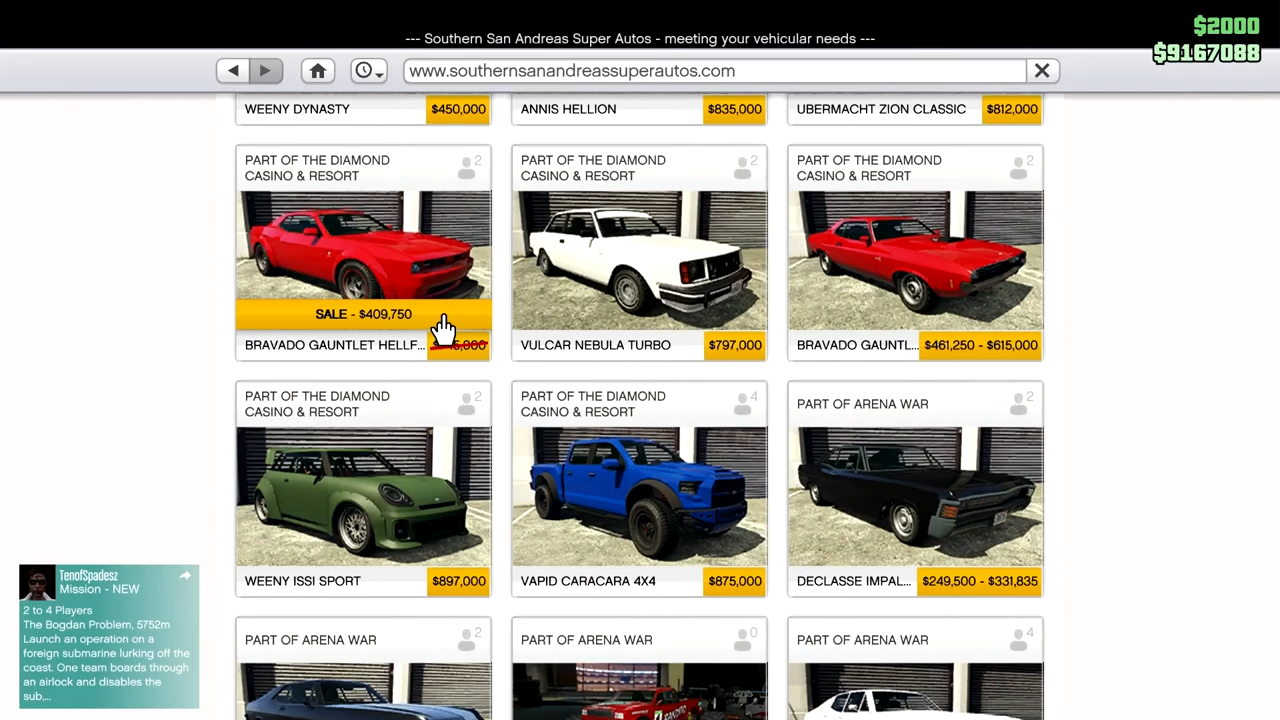 --- Southern San Andreas Super Autos - meeting your vehicular needs ---
$2000
$9167088
www.southernsanandreassuperautos.com
WEENY DYNASTY $450,000
ANNIS HELLION $835,000
UBERMACHT ZION CLASSIC $812,000
PART OF THE DIAMOND
CASINO & RESORT
2
SALE - $409,750
BRAVADO GAUNTLET HELLF...
PART OF THE DIAMOND
CASINO & RESORT
2
VULCAR NEBULA TURBO $797,000
PART OF THE DIAMOND
CASINO & RESORT
2
BRAVADO GAUNTL... $461,250 - $615,000
PART OF THE DIAMOND
CASINO & RESORT
2
WEENY ISSI SPORT $897,000
PART OF THE DIAMOND
CASINO & RESORT
4
VAPID CARACARA 4X4 $875,000
PART OF ARENA WAR
2
DECLASSE IMPAL... $249,500 - $331,835
PART OF ARENA WAR
2
PART OF ARENA WAR
0
PART OF ARENA WAR
4
TenofSpadesz
Mission - NEW
2 to 4 Players
The Bogdan Problem, 5752m
Launch an operation on a
foreign submarine lurking off the
coast. One team boards through
an airlock and disables the
sub,...